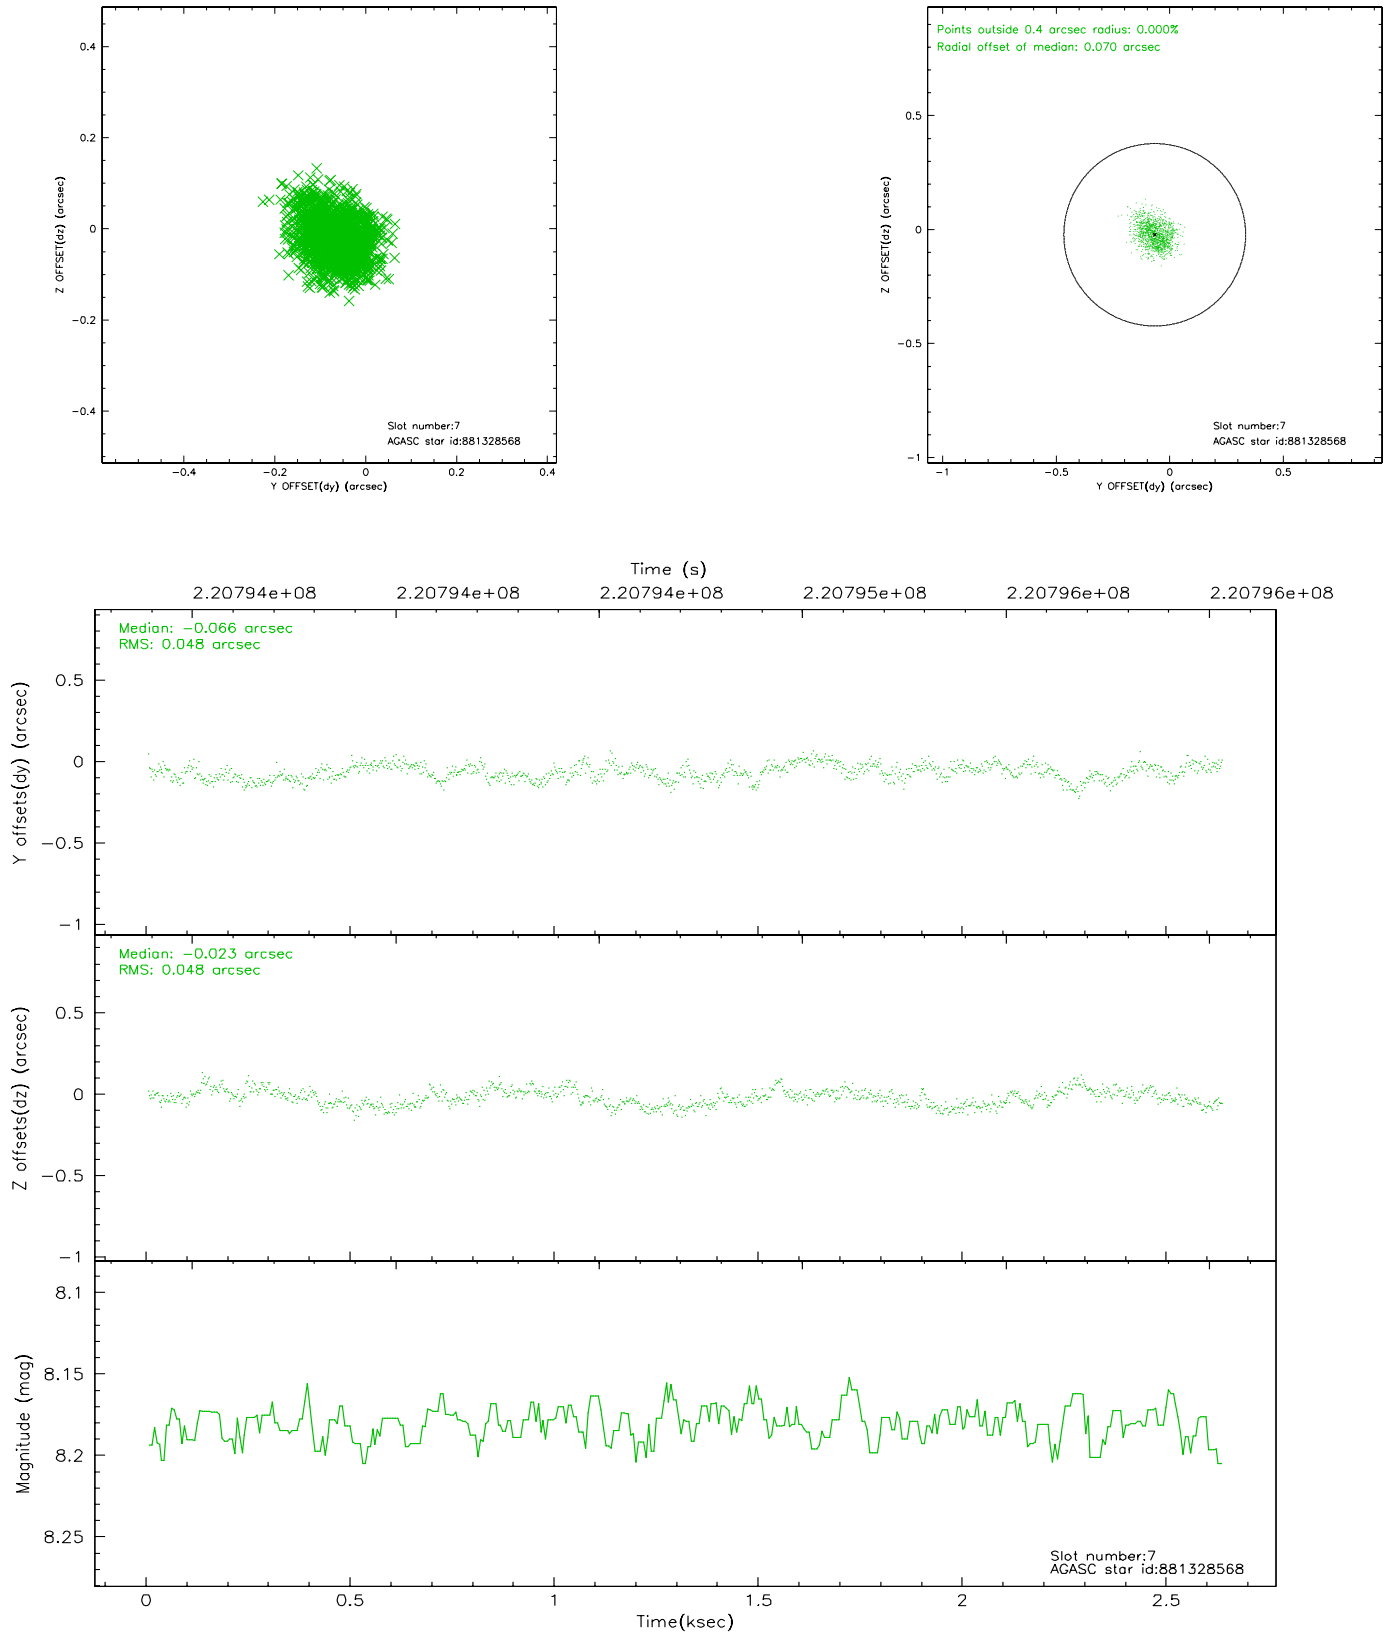 0.4
0.2
0
−0.2
−0.4
Z OFFSET(dz) (arcsec)
−0.4
−0.2
0
0.2
0.4
Y OFFSET(dy) (arcsec)
Slot number:7
AGASC star id:881328568
Points outside 0.4 arcsec radius: 0.000%
Radial offset of median: 0.070 arcsec
0.5
0
−0.5
−1
Z OFFSET(dz) (arcsec)
−1
−0.5
0
0.5
Y OFFSET(dy) (arcsec)
Slot number:7
AGASC star id:881328568
Time (s)
2.20794e+08
2.20794e+08
2.20794e+08
2.20795e+08
2.20796e+08
2.20796e+08
Median: −0.066 arcsec
RMS: 0.048 arcsec
0.5
0
−0.5
−1
Y offsets(dy) (arcsec)
Median: −0.023 arcsec
RMS: 0.048 arcsec
0.5
0
−0.5
−1
Z offsets(dz) (arcsec)
8.1
8.15
8.2
8.25
Magnitude (mag)
Slot number:7
AGASC star id:881328568
0
0.5
1
1.5
2
2.5
Time(ksec)